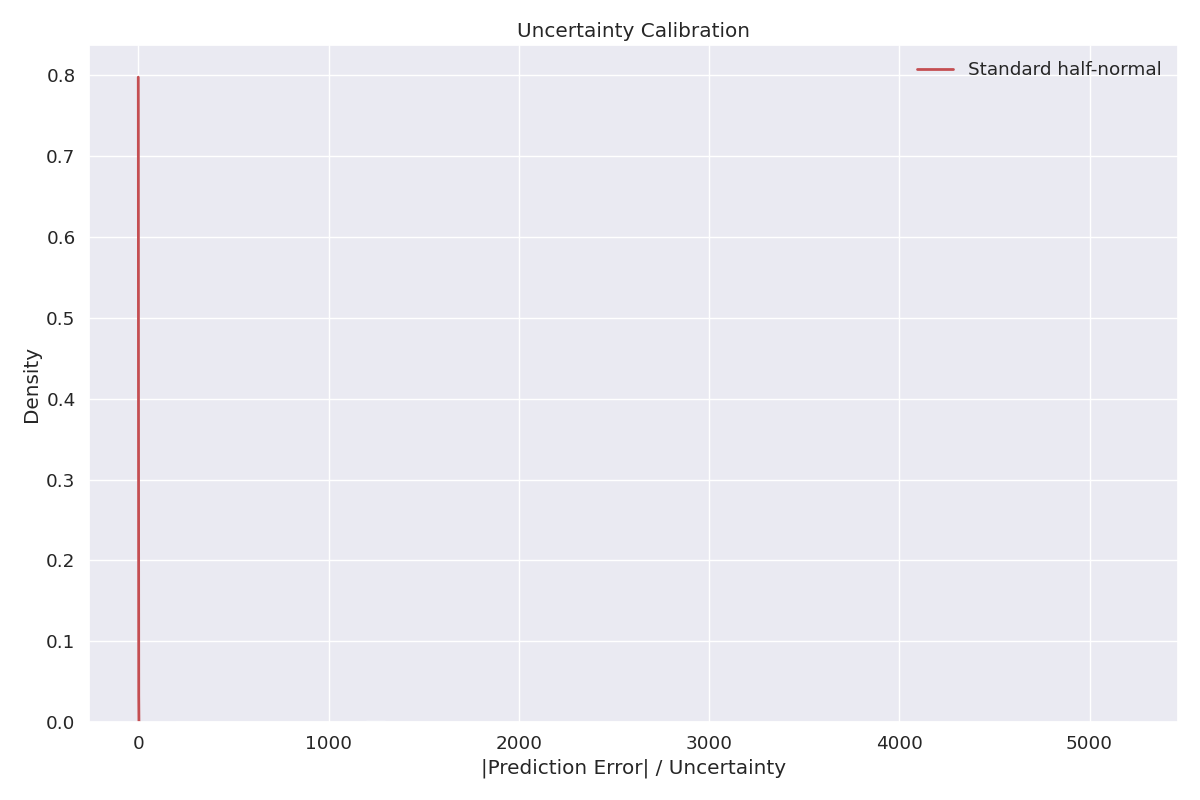 Uncertainty Calibration
Standard half-normal
Density
0.8
0.7
0.6
0.5
0.4
0.3
0.2
0.1
0.0
0 1000 2000 3000 4000 5000
|Prediction Error| / Uncertainty